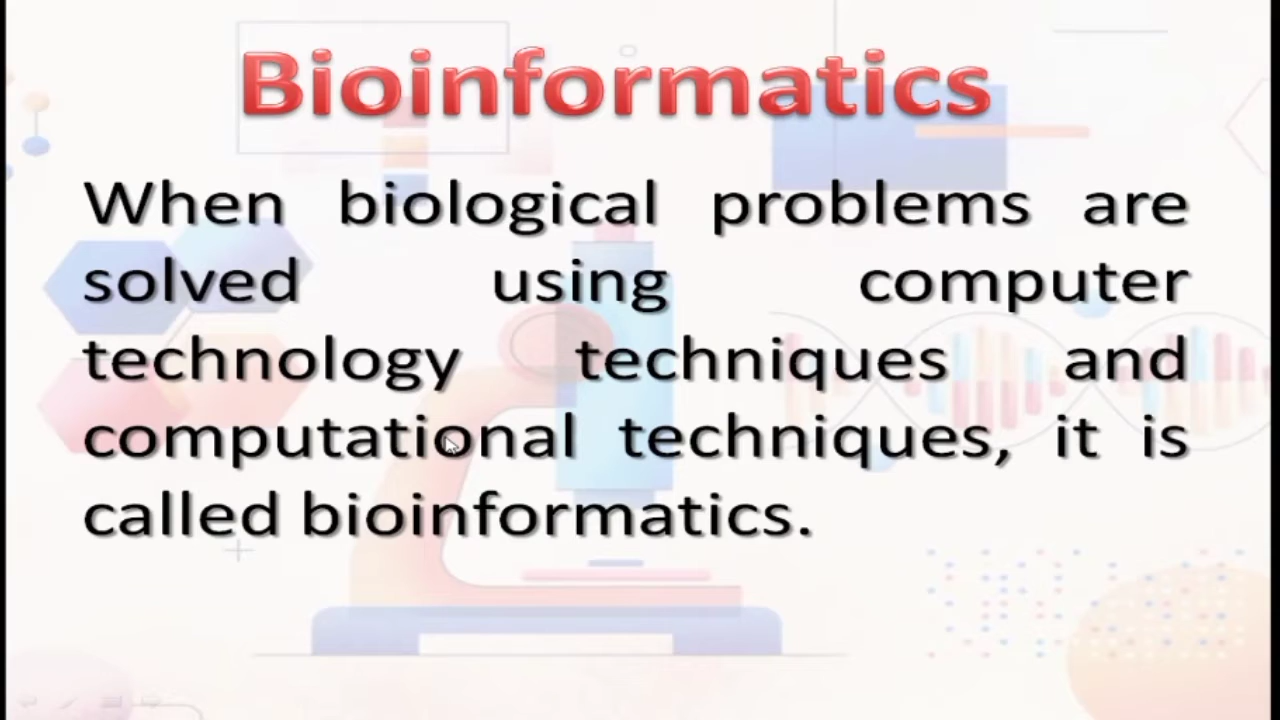 Bioinformatics
When biological problems are
solved using computer
technology techniques and
computational techniques, it is
called bioinformatics.